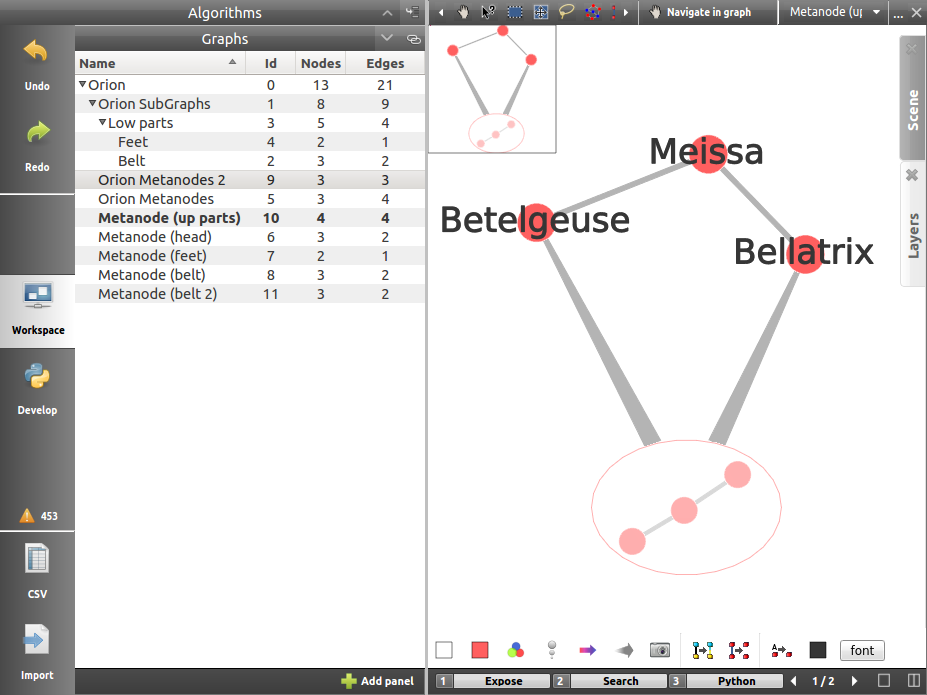 Algorithms
Navigate in graph
Metanode (up
...
Graphs
Name Id Nodes Edges
Orion 0 13 21
Orion SubGraphs 1 8 9
Low parts 3 5 4
Feet 4 2 1
Belt 2 3 2
Orion Metanodes 2 9 3 3
Orion Metanodes 5 3 4
Metanode (up parts) 10 4 4
Metanode (head) 6 3 2
Metanode (feet) 7 2 1
Metanode (belt) 8 3 2
Metanode (belt 2) 11 3 2
Undo
Redo
Workspace
Develop
453
CSV
Import
Add panel
Meissa
Betelgeuse
Bellatrix
Scene
Layers
font
1 Expose 2 Search 3 Python 1 / 2